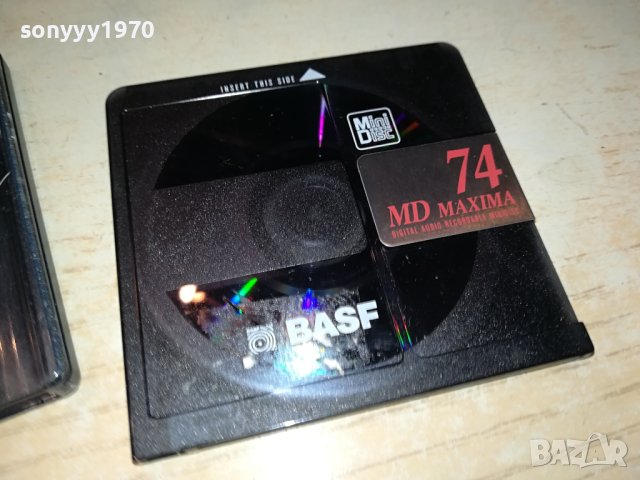 sonyyy1970
INSERT THIS SIDE
Mini
Disc
74
MD MAXIMA
DIGITAL AUDIO RECORDABLE MINIDISC
BASF
BAZAR